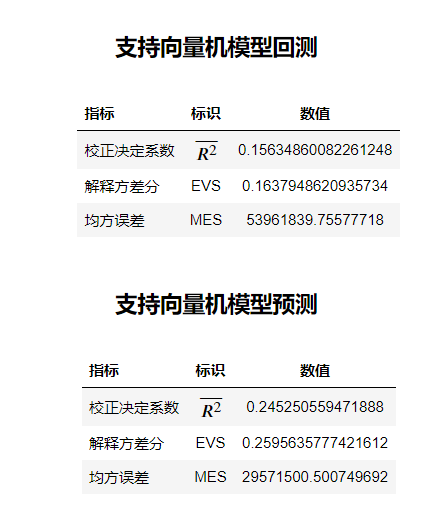 支持向量机模型回测
指标 标识 数值
校正决定系数 $\overline{R^2}$ 0.15634860082261248
解释方差分 EVS 0.1637948620935734
均方误差 MES 53961839.75577718
支持向量机模型预测
指标 标识 数值
校正决定系数 $\overline{R^2}$ 0.245250559471888
解释方差分 EVS 0.2595635777421612
均方误差 MES 29571500.500749692